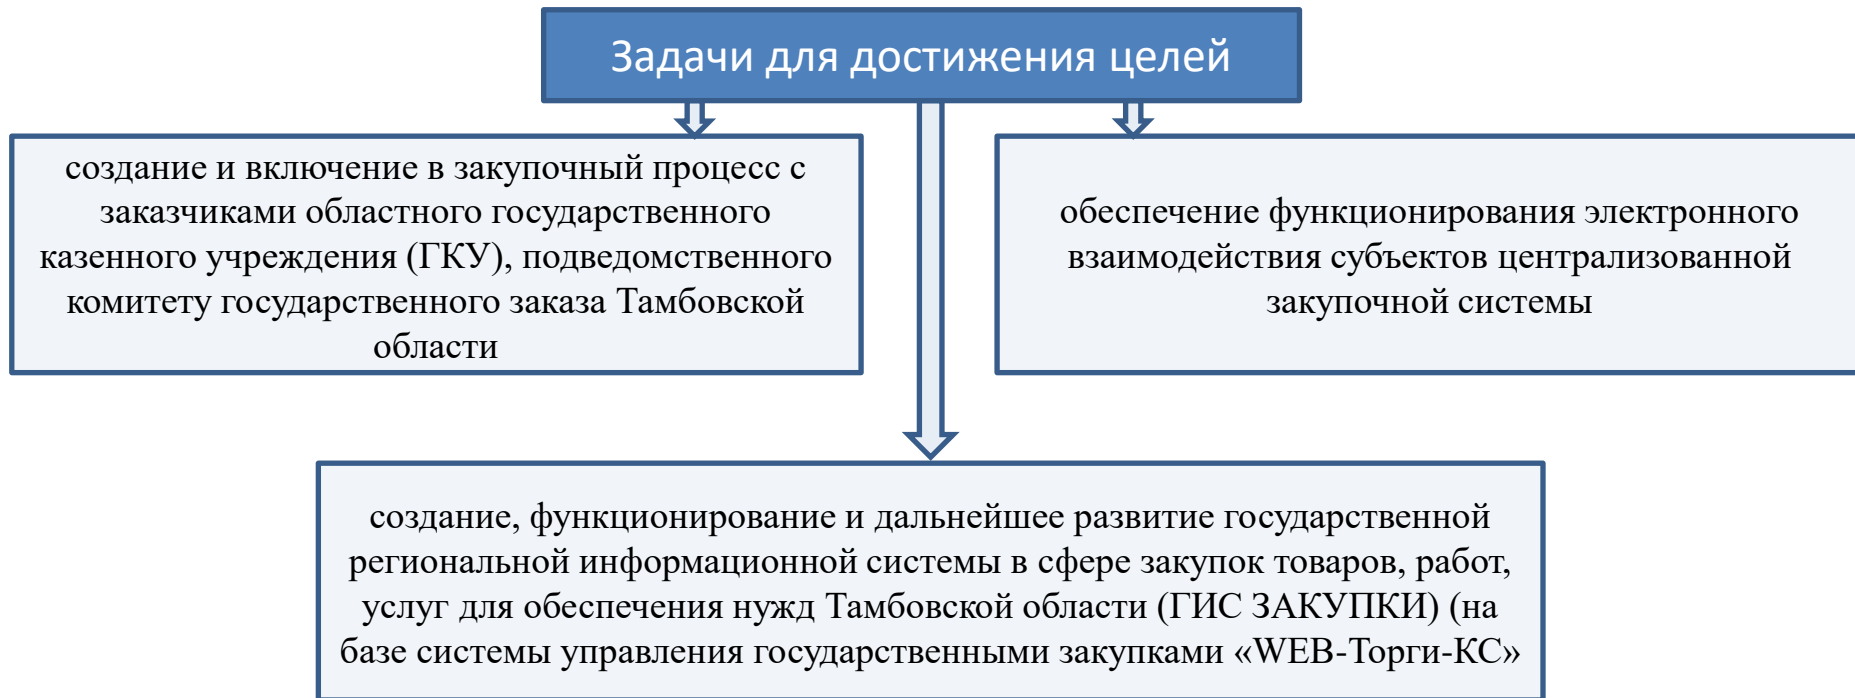 Задачи для достижения целей
создание и включение в закупочный процесс с
заказчиками областного государственного
казенного учреждения (ГКУ), подведомственного
комитету государственного заказа Тамбовской
области
обеспечение функционирования электронного
взаимодействия субъектов централизованной
закупочной системы
создание, функционирование и дальнейшее развитие государственной
региональной информационной системы в сфере закупок товаров, работ,
услуг для обеспечения нужд Тамбовской области (ГИС ЗАКУПКИ) (на
базе системы управления государственными закупками «WEB-Торги-КС»